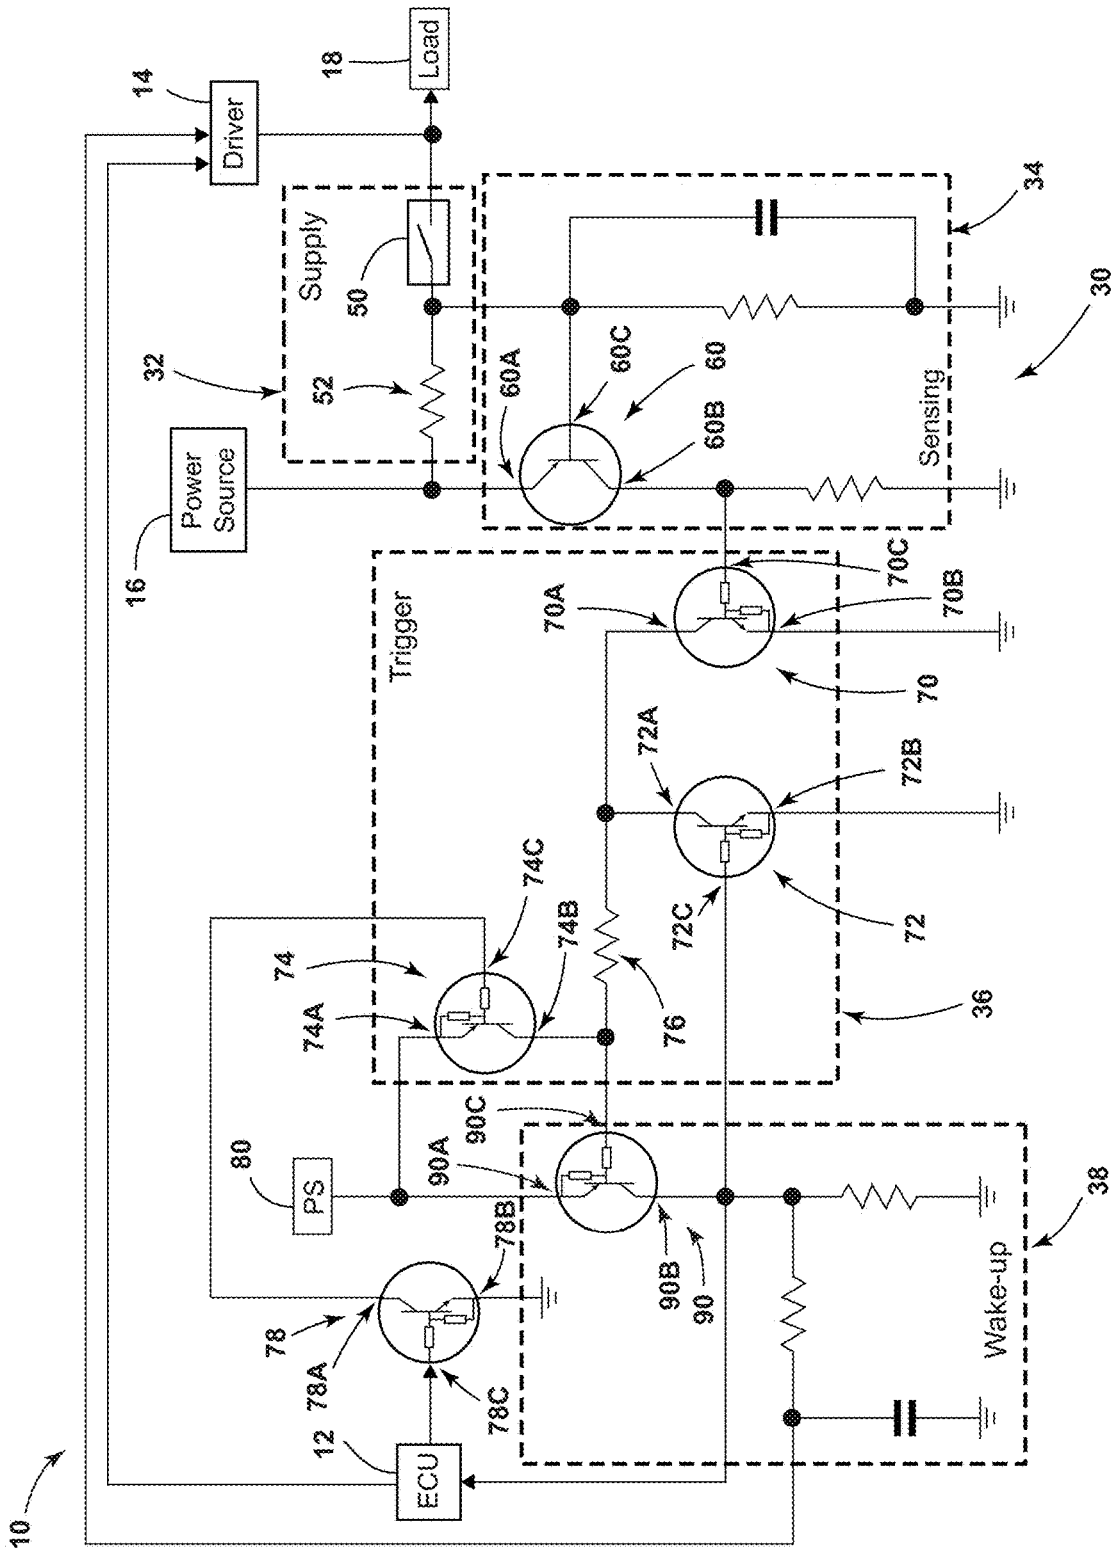 10
12
ECU
78
78A
78B
78C
80
PS
90A
90B
90C
90
Wake-up
38
74
74A
74B
74C
76
72A
72B
72C
72
70A
70B
70C
70
Trigger
36
16
Power
Source
32
Supply
52
50
60A
60B
60C
60
Sensing
34
30
14
Driver
18
Load